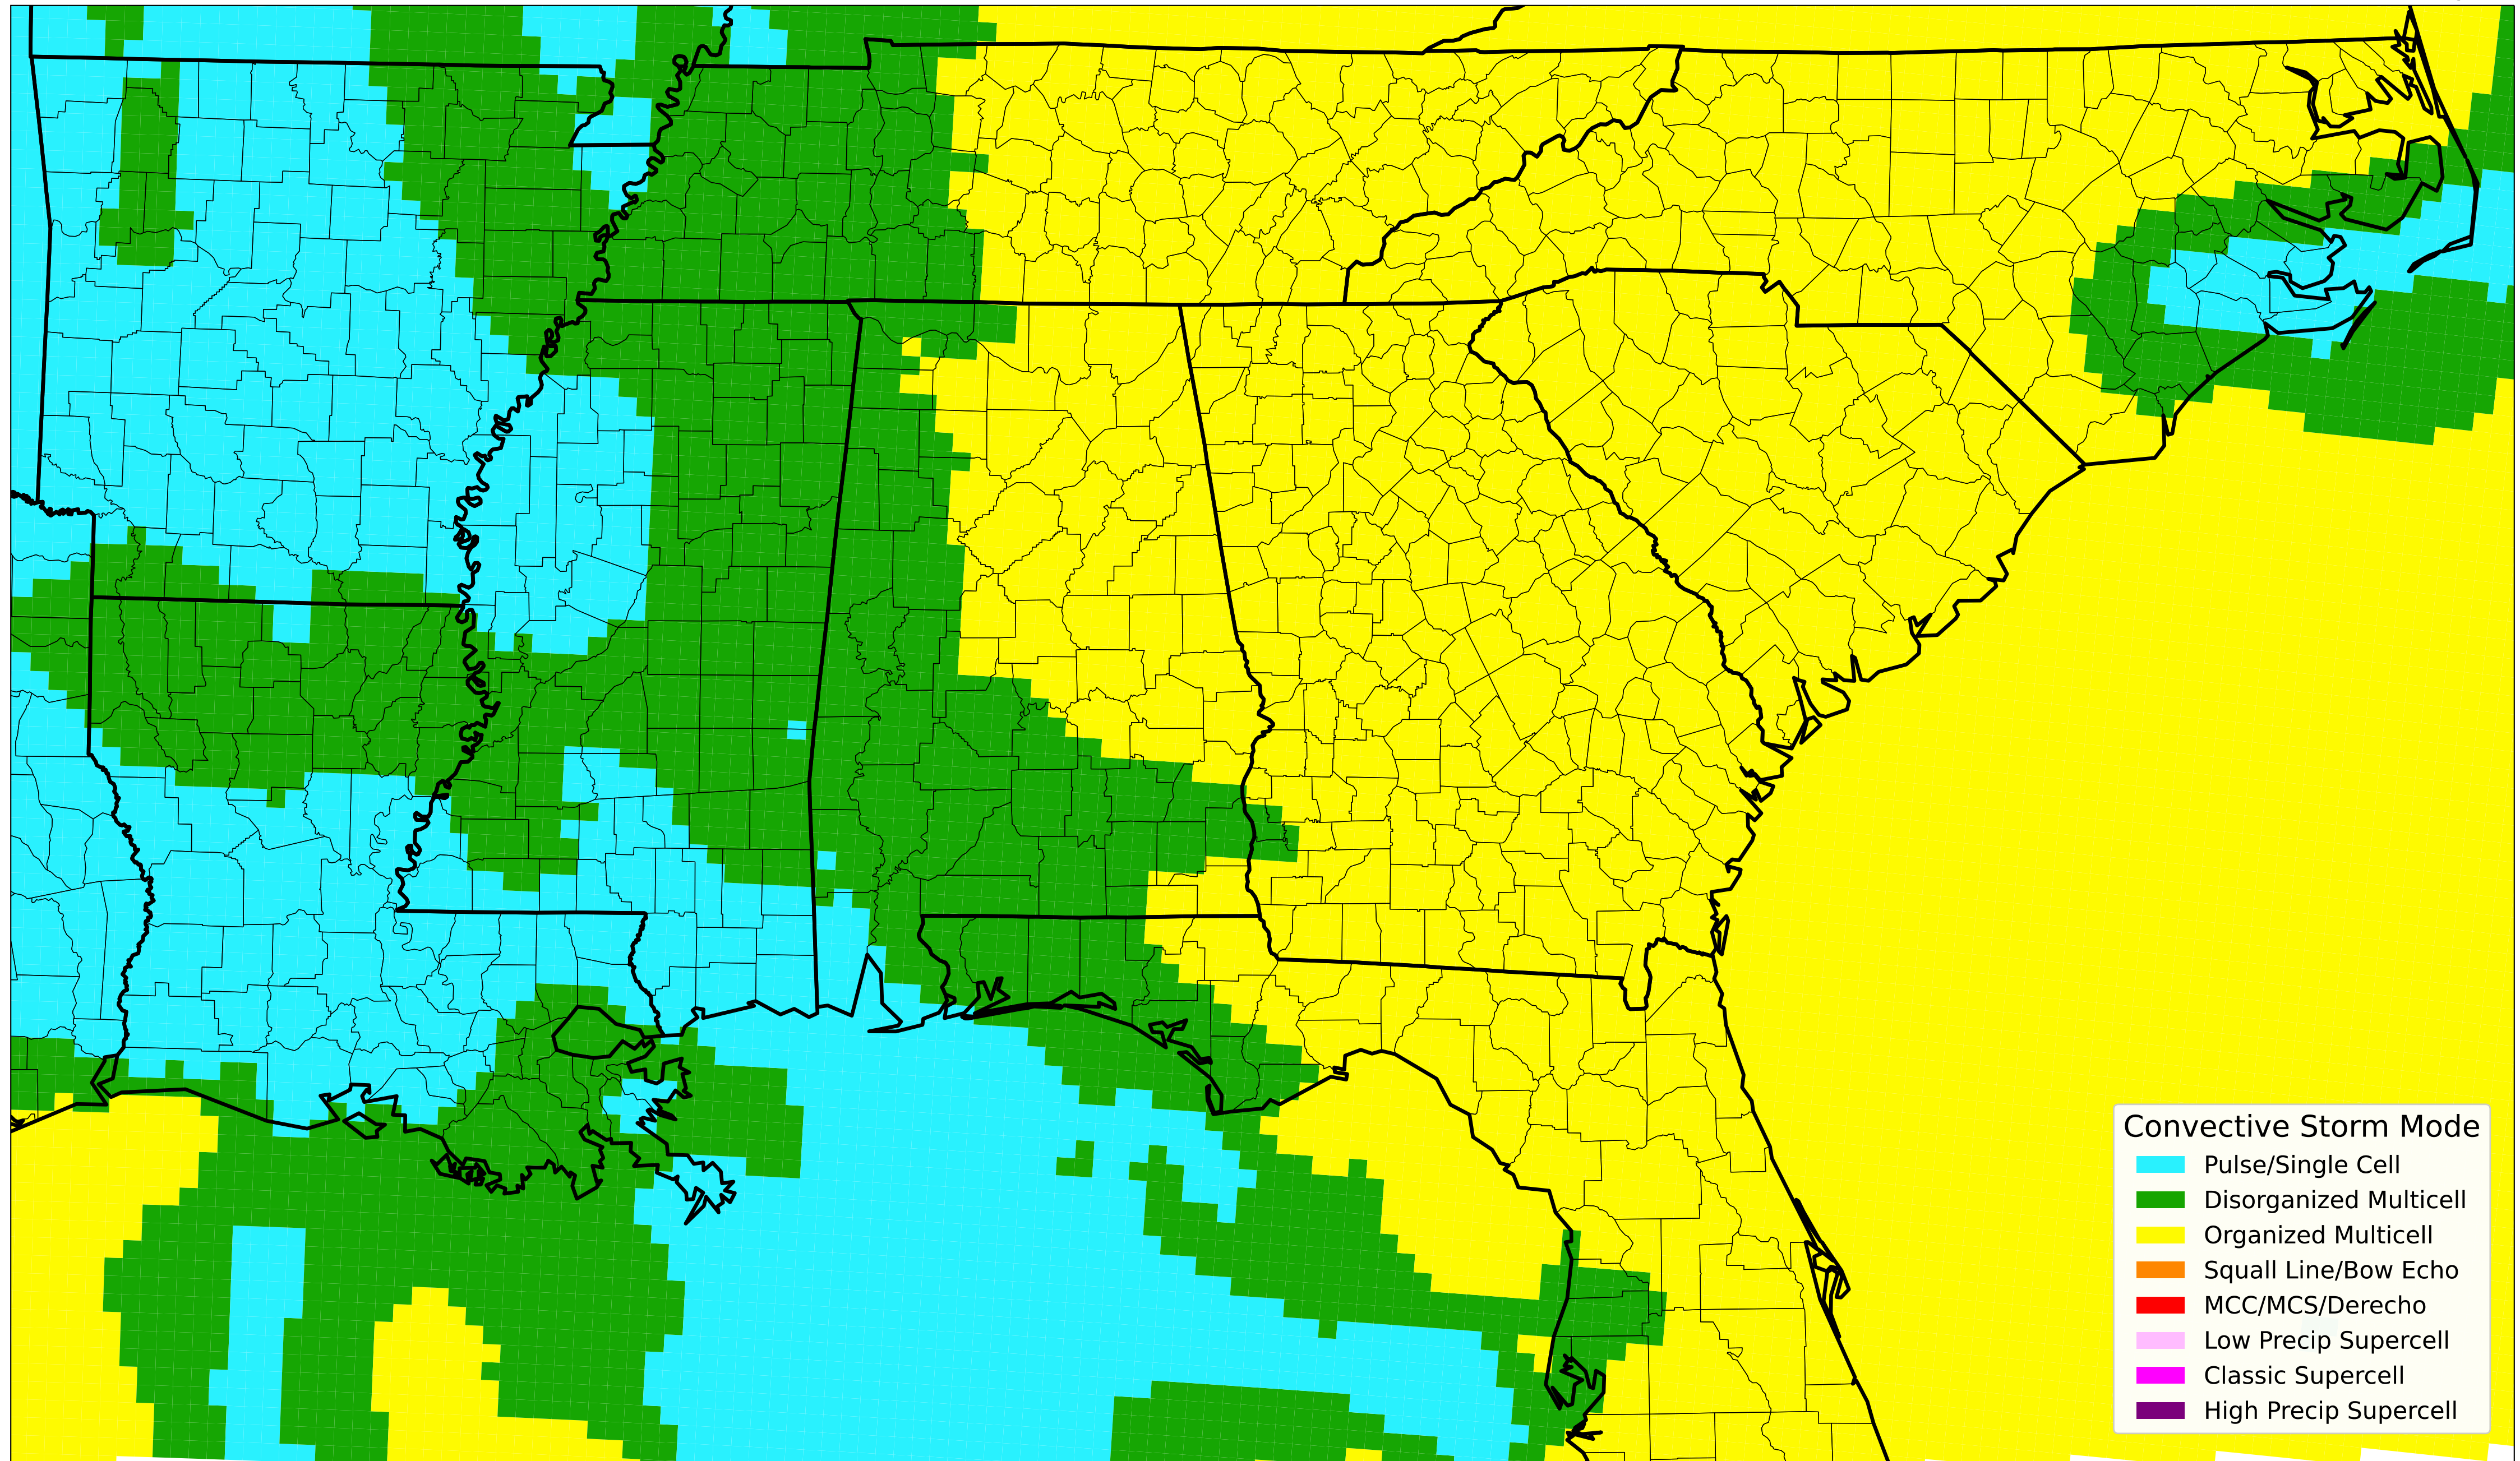 Convective Storm Mode
Pulse/Single Cell
Disorganized Multicell
Organized Multicell
Squall Line/Bow Echo
MCC/MCS/Derecho
Low Precip Supercell
Classic Supercell
High Precip Supercell